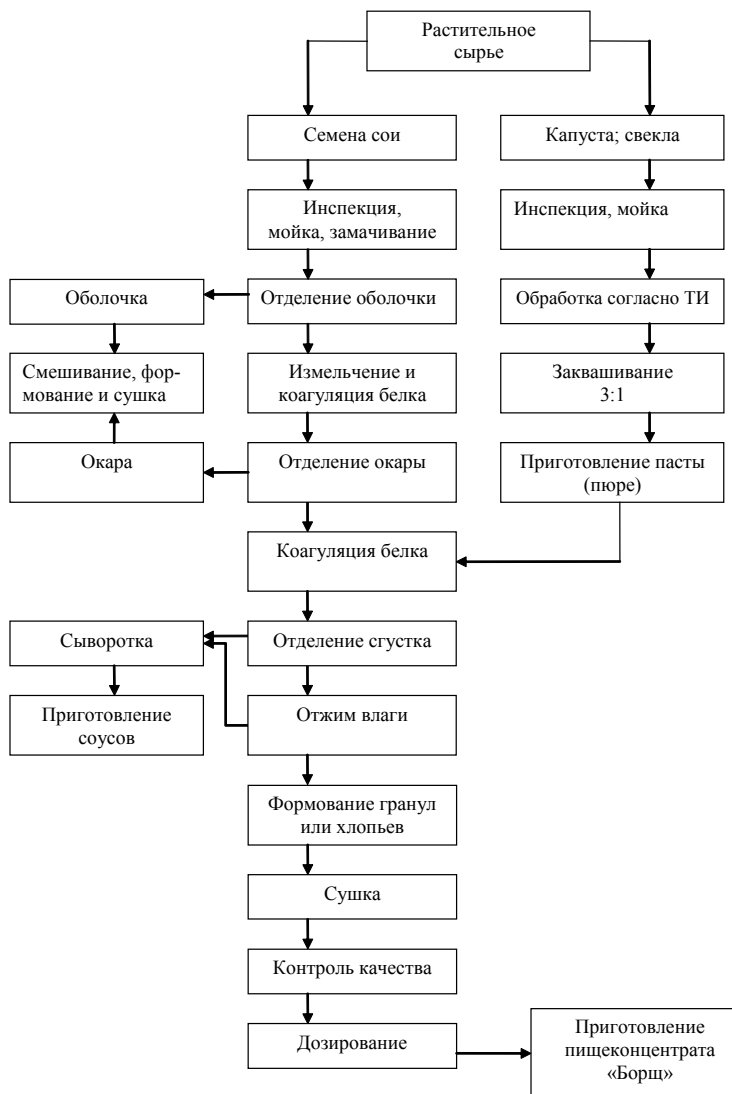 Растительное
сырье
Семена сои
Капуста; свекла
Инспекция,
мойка, замачивание
Инспекция, мойка
Оболочка
Отделение оболочки
Обработка согласно ТИ
Смешивание, фор-
мование и сушка
Измельчение и
коагуляция белка
Заквашивание
3:1
Окара
Отделение окары
Приготовление пасты
(пюре)
Коагуляция белка
Сыворотка
Отделение сгустка
Приготовление
соусов
Отжим влаги
Формование гранул
или хлопьев
Сушка
Контроль качества
Дозирование
Приготовление
пищеконцентрата
«Борщ»